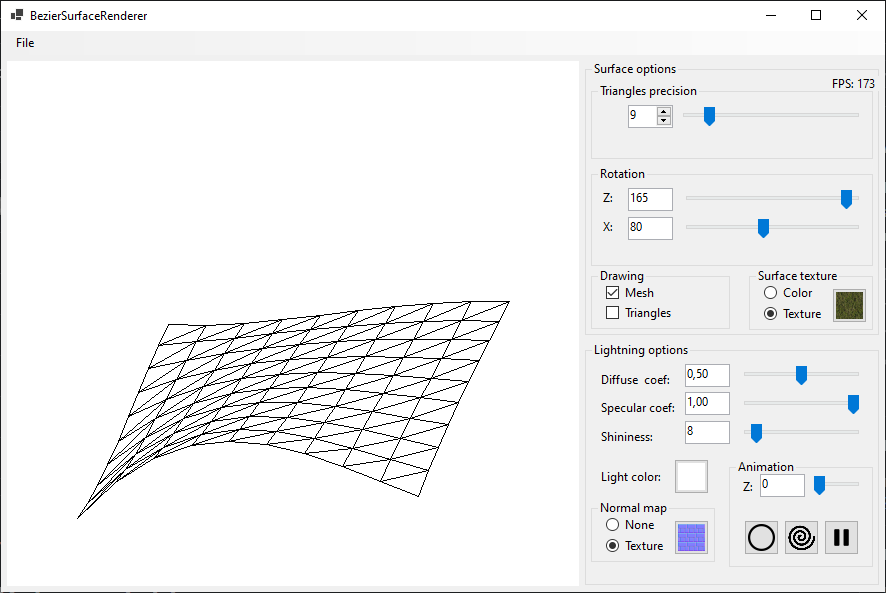 BezierSurfaceRenderer
File
Surface options
FPS: 173
Triangles precision
9
Rotation
Z: 165
X: 80
Drawing
Mesh
Triangles
Surface texture
Color
Texture
Lightning options
Diffuse coef: 0,50
Specular coef: 1,00
Shininess: 8
Light color:
Normal map
None
Texture
Animation
Z: 0